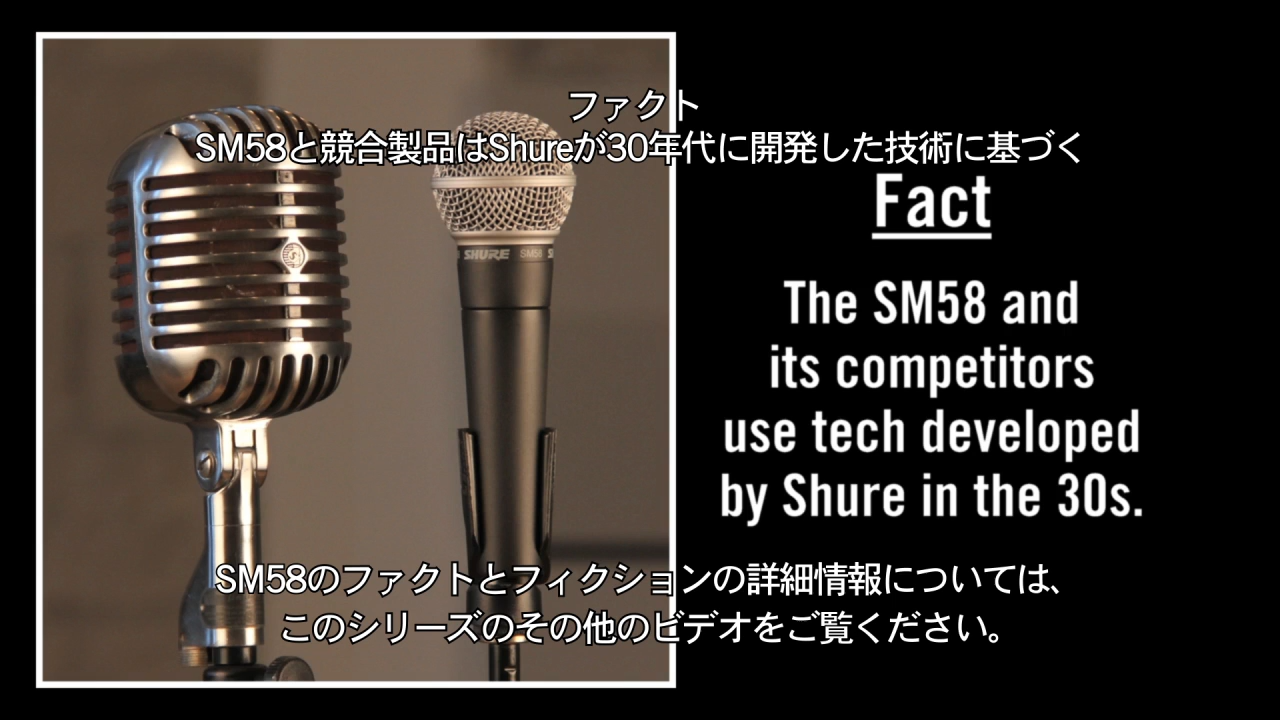 ファクト
SM58と競合製品はShureが30年代に開発した技術に基づく
Fact
SHURE SM58
The SM58 and
its competitors
use tech developed
by Shure in the 30s.
SM58のファクトとフィクションの詳細情報については、
このシリーズのその他のビデオをご覧ください。